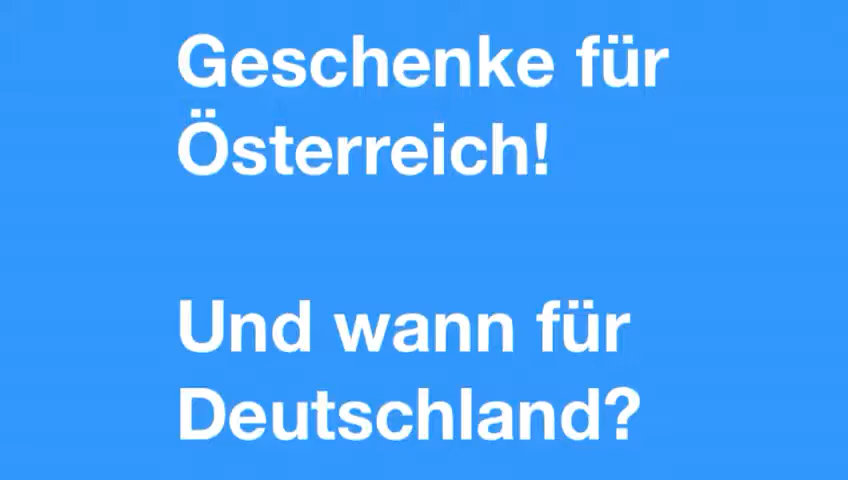 Geschenke für
Österreich!
Und wann für
Deutschland?